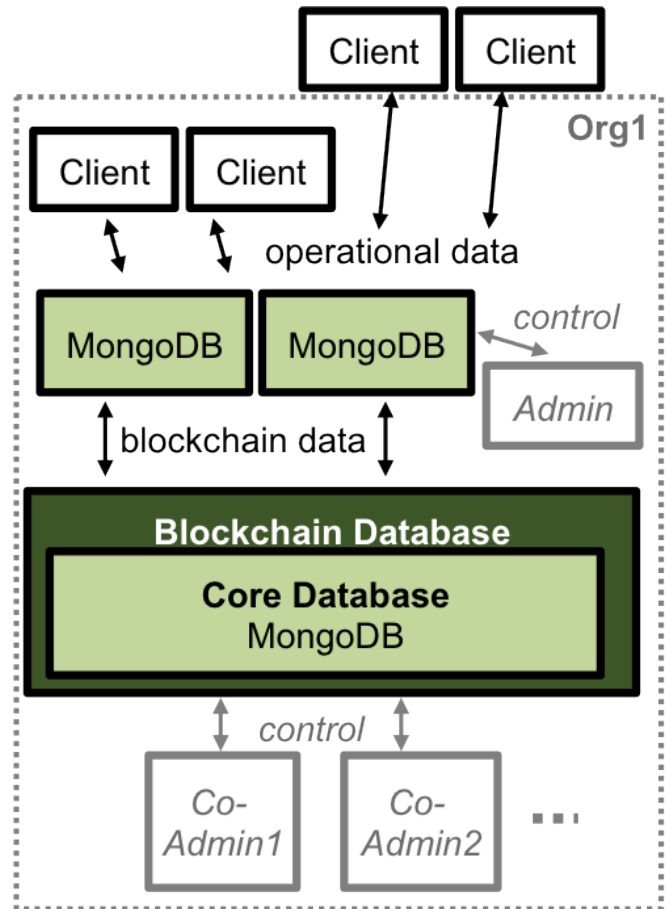 Client
Client
Org1
Client
Client
operational data
MongoDB
MongoDB
control
Admin
blockchain data
Blockchain Database
Core Database
MongoDB
control
Co-
Admin1
Co-
Admin2